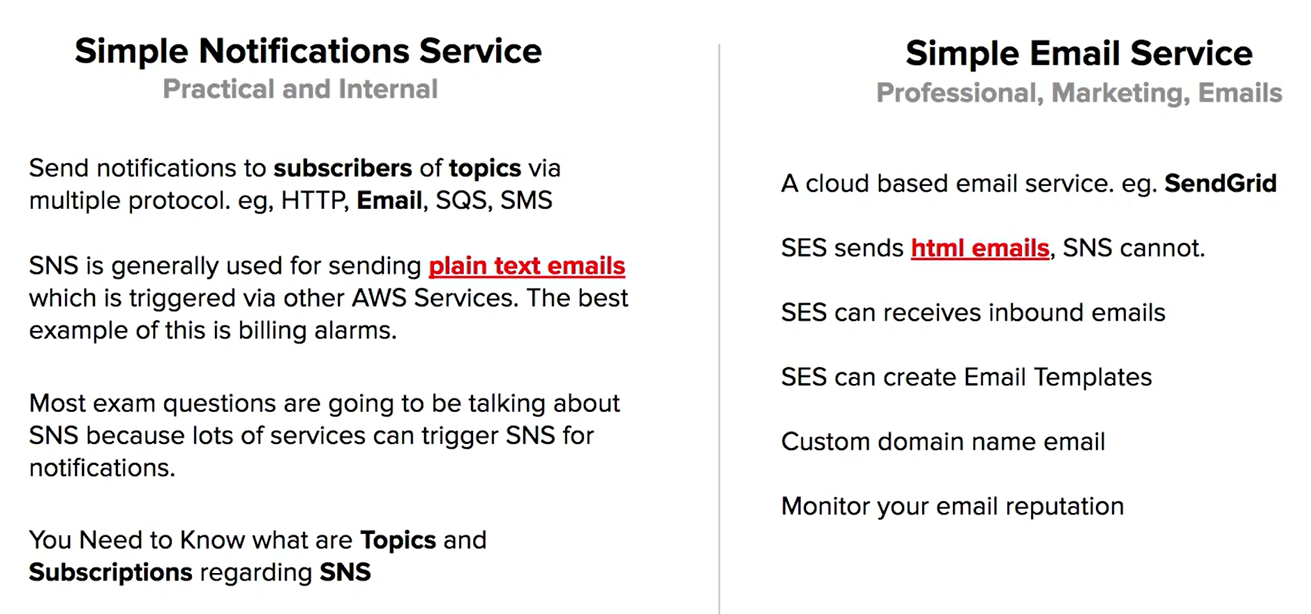 Simple Notifications Service
Practical and Internal
Send notifications to subscribers of topics via
multiple protocol. eg, HTTP, Email, SQS, SMS
SNS is generally used for sending plain text emails
which is triggered via other AWS Services. The best
example of this is billing alarms.
Most exam questions are going to be talking about
SNS because lots of services can trigger SNS for
notifications.
You Need to Know what are Topics and
Subscriptions regarding SNS
Simple Email Service
Professional, Marketing, Emails
A cloud based email service. eg. SendGrid
SES sends html emails, SNS cannot.
SES can receives inbound emails
SES can create Email Templates
Custom domain name email
Monitor your email reputation